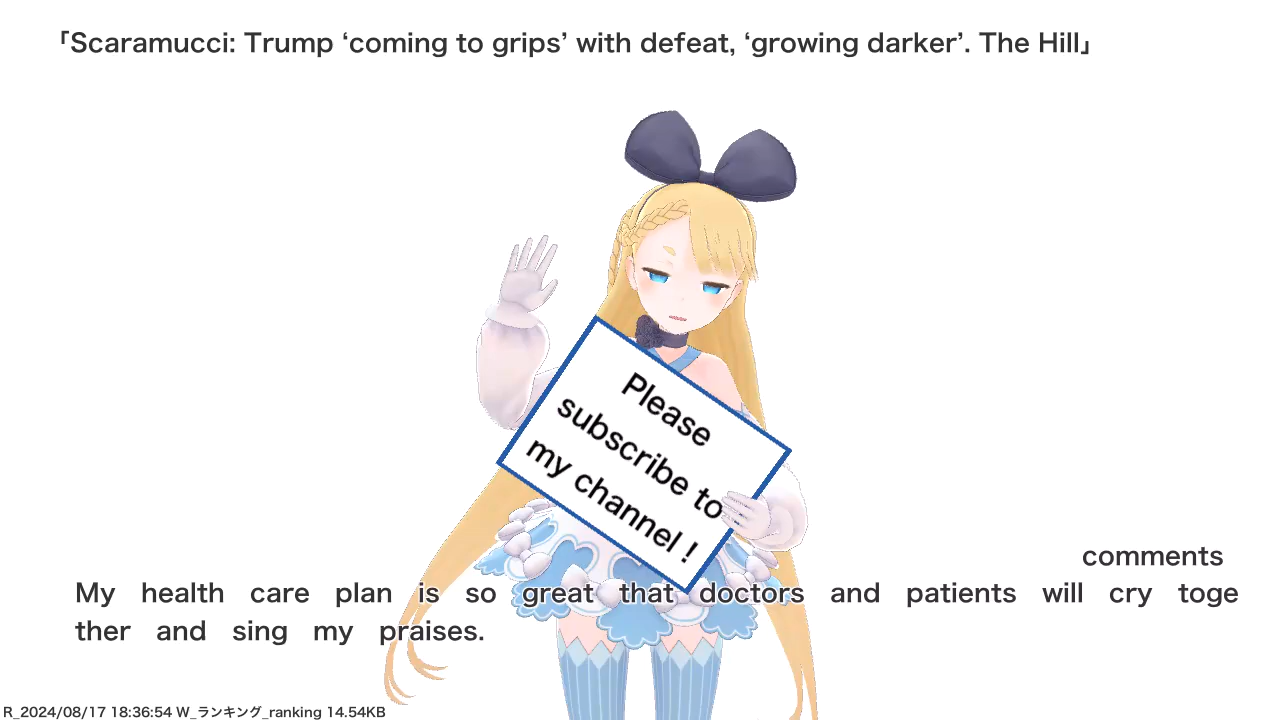 「Scaramucci: Trump ‘coming to grips’ with defeat, ‘growing darker’. The Hill」
Please
subscribe to
my channel !
comments
My health care plan is so great that doctors and patients will cry toge
ther and sing my praises.
R_2024/08/17 18:36:54 W_ランキング_ranking 14.54KB